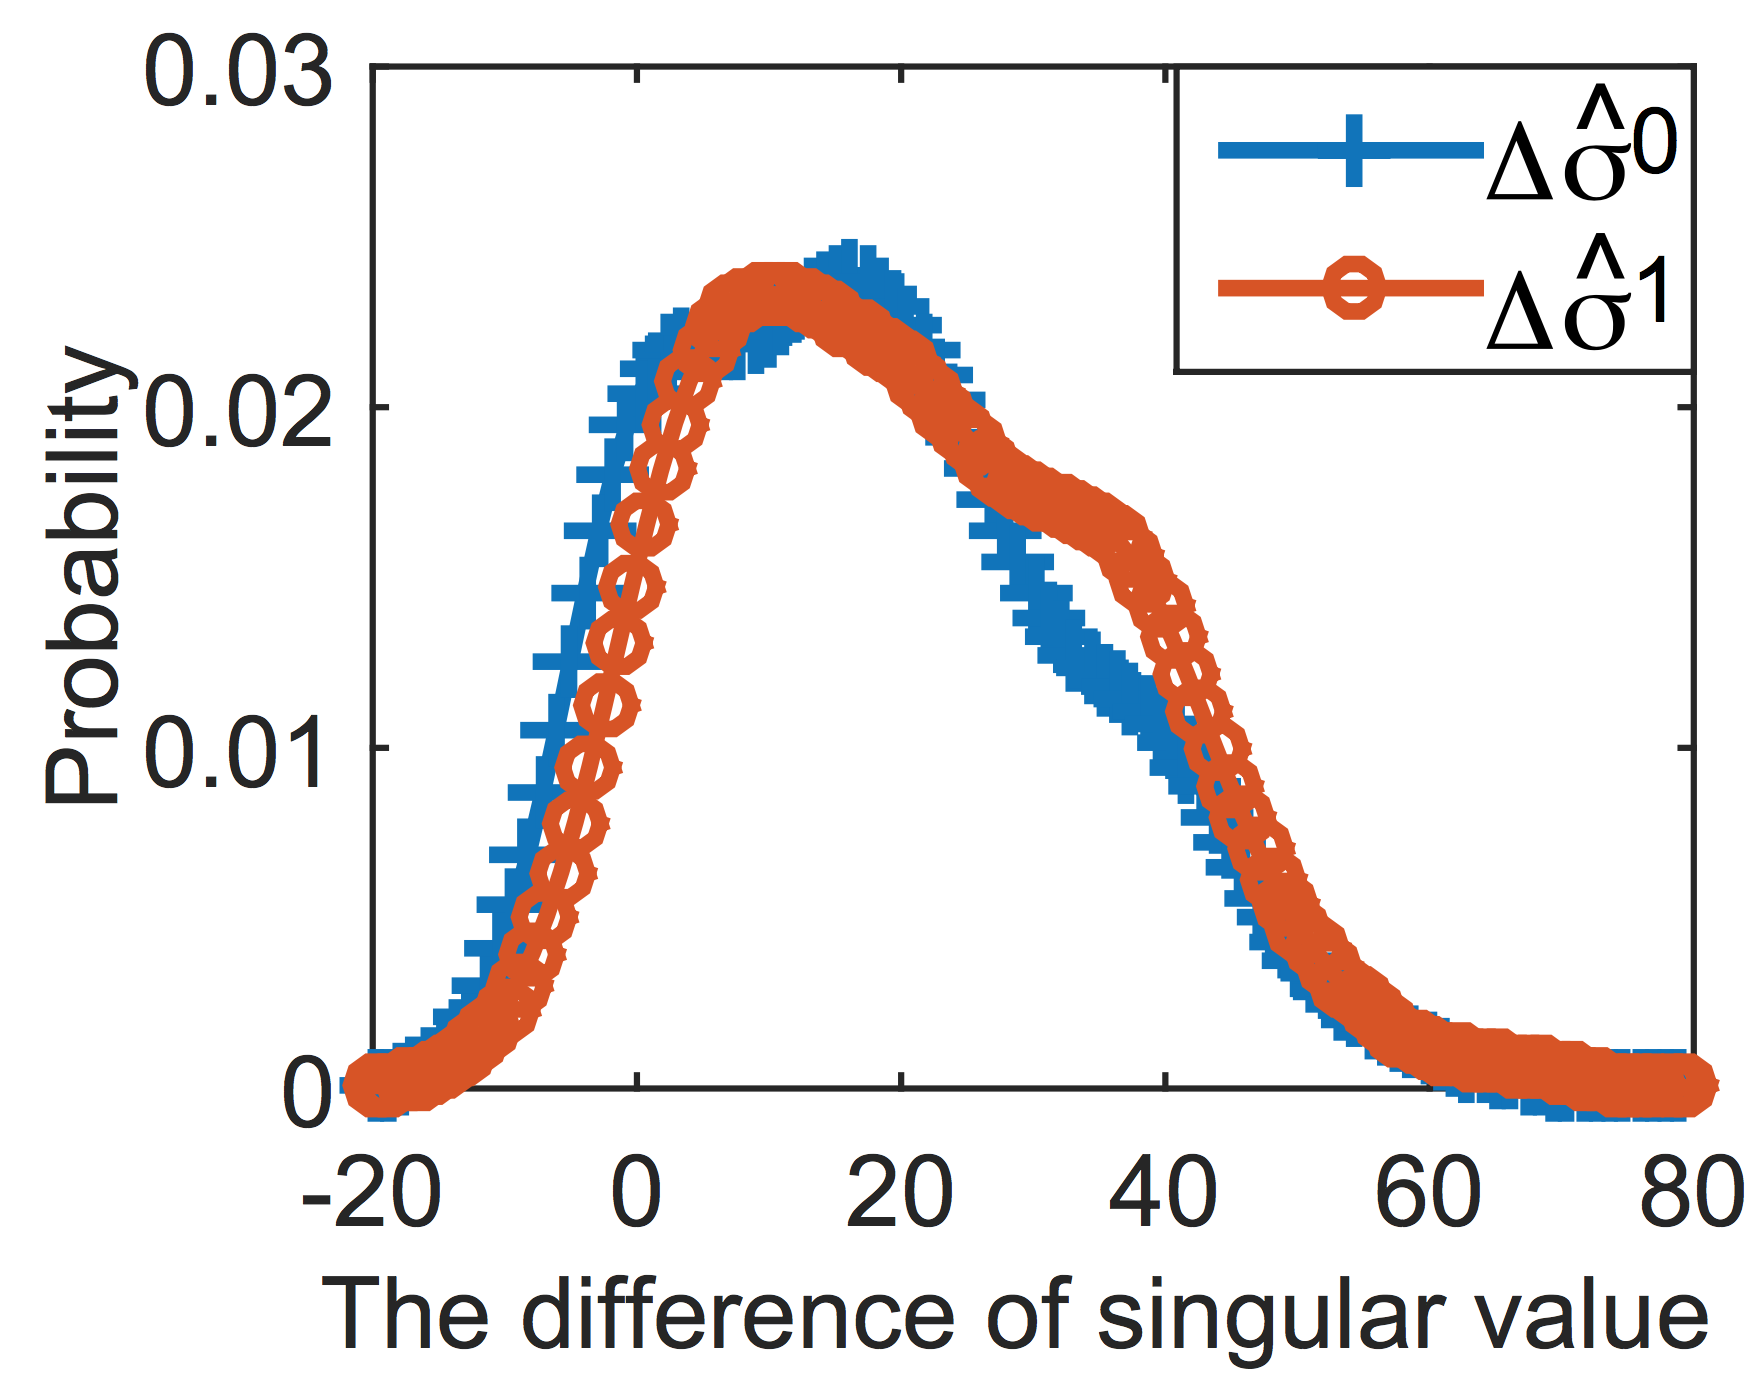 0.03
0.02
0.01
0
Probability
-20 0 20 40 60 80
The difference of singular value
Δσ̂0
Δσ̂1